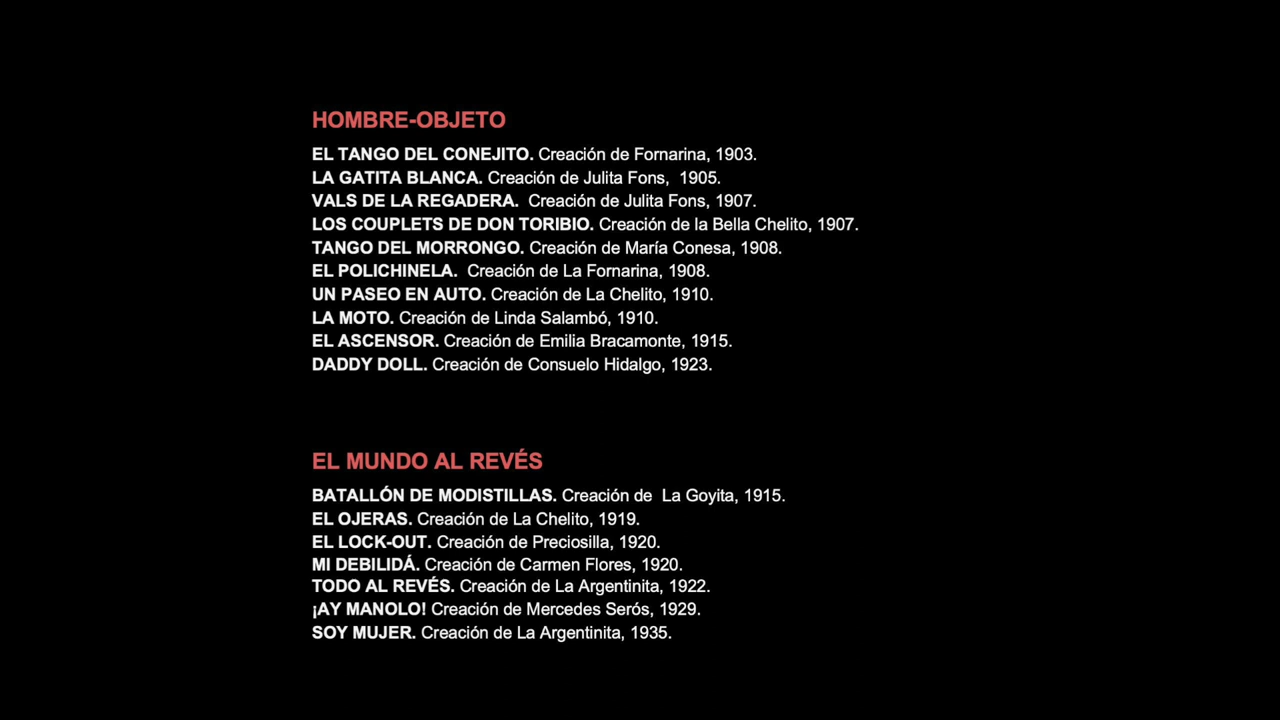 HOMBRE-OBJETO
EL TANGO DEL CONEJITO. Creación de Fornarina, 1903.
LA GATITA BLANCA. Creación de Julita Fons,  1905.
VALS DE LA REGADERA.  Creación de Julita Fons, 1907.
LOS COUPLETS DE DON TORIBIO. Creación de la Bella Chelito, 1907.
TANGO DEL MORRONGO. Creación de María Conesa, 1908.
EL POLICHINELA.  Creación de La Fornarina, 1908.
UN PASEO EN AUTO. Creación de La Chelito, 1910.
LA MOTO. Creación de Linda Salambó, 1910.
EL ASCENSOR. Creación de Emilia Bracamonte, 1915.
DADDY DOLL. Creación de Consuelo Hidalgo, 1923.
EL MUNDO AL REVÉS
BATALLÓN DE MODISTILLAS. Creación de  La Goyita, 1915.
EL OJERAS. Creación de La Chelito, 1919.
EL LOCK-OUT. Creación de Preciosilla, 1920.
MI DEBILIDÁ. Creación de Carmen Flores, 1920.
TODO AL REVÉS. Creación de La Argentinita, 1922.
¡AY MANOLO! Creación de Mercedes Serós, 1929.
SOY MUJER. Creación de La Argentinita, 1935.